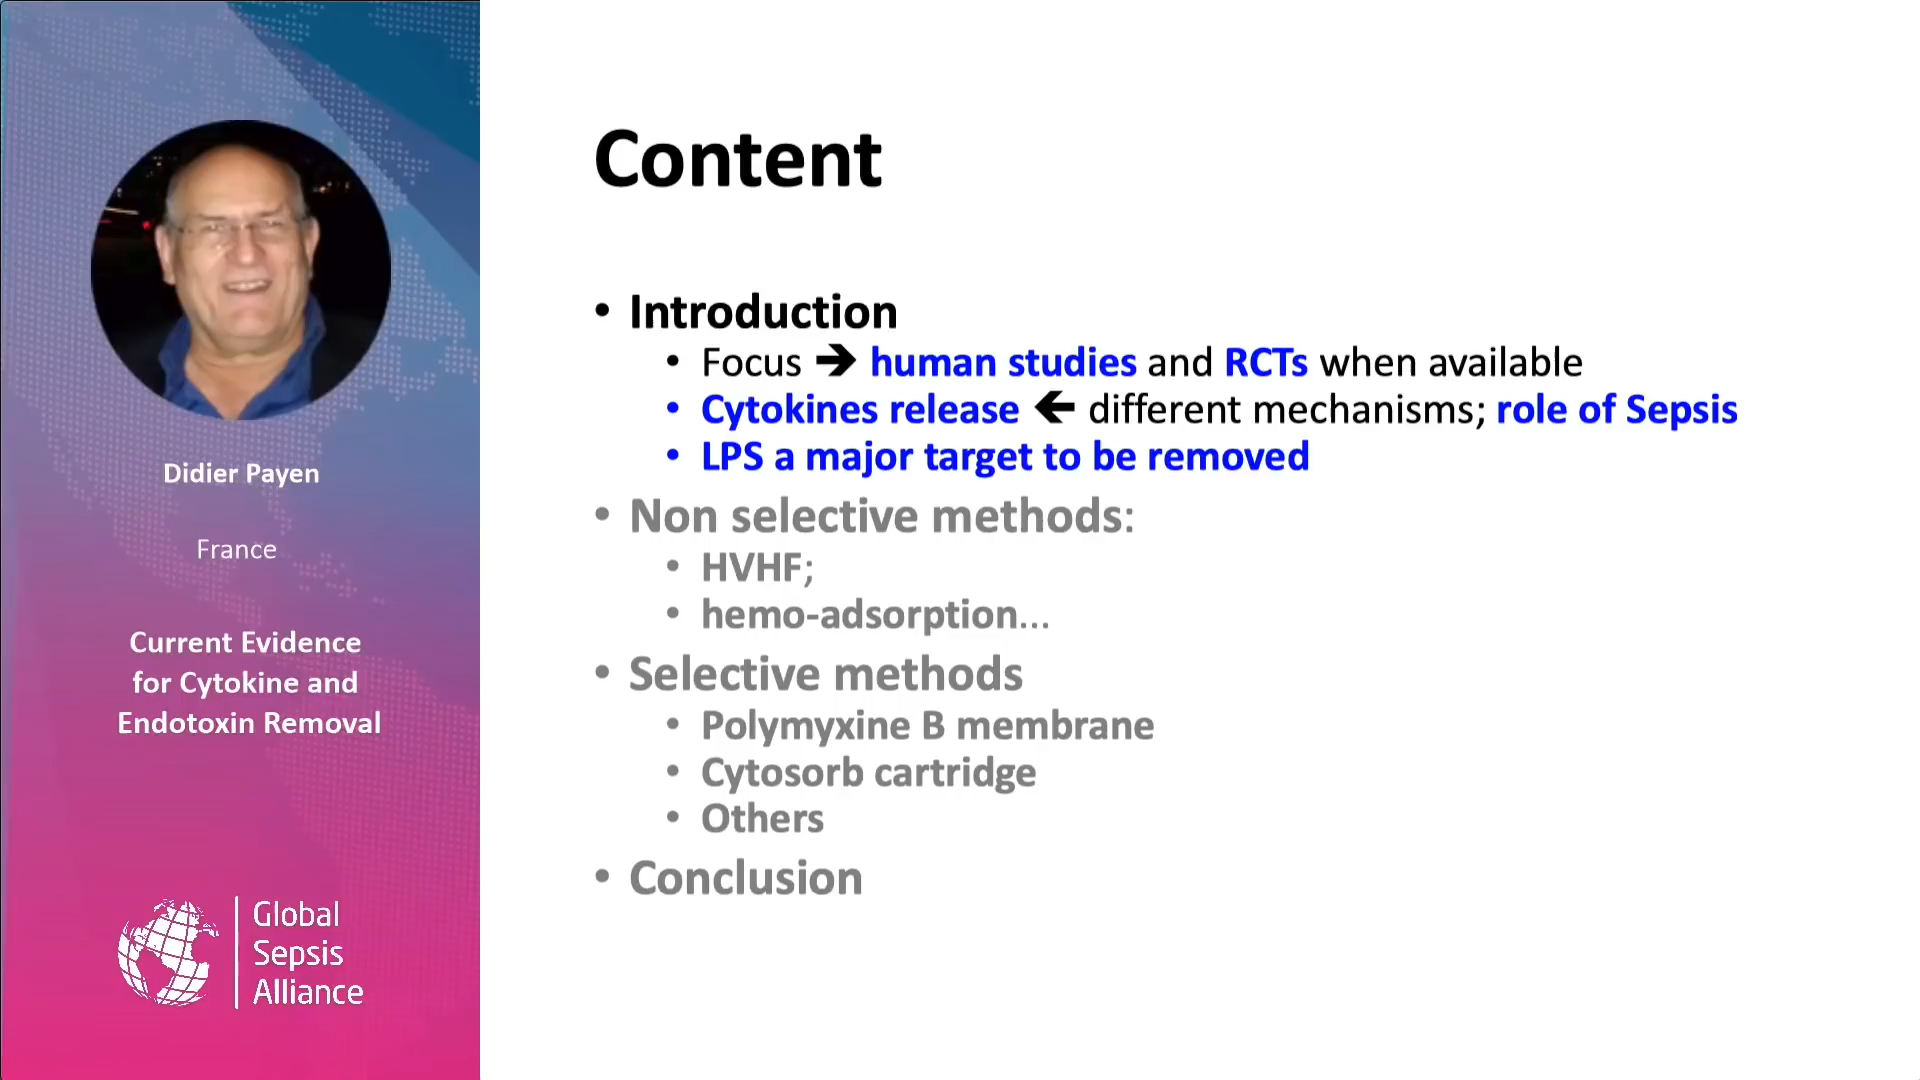 Didier Payen
France
Current Evidence
for Cytokine and
Endotoxin Removal
Global
Sepsis
Alliance
Content
• Introduction
• Focus ➔ human studies and RCTs when available
• Cytokines release 🡸 different mechanisms; role of Sepsis
• LPS a major target to be removed
• Non selective methods:
• HVHF;
• hemo-adsorption...
• Selective methods
• Polymyxine B membrane
• Cytosorb cartridge
• Others
• Conclusion